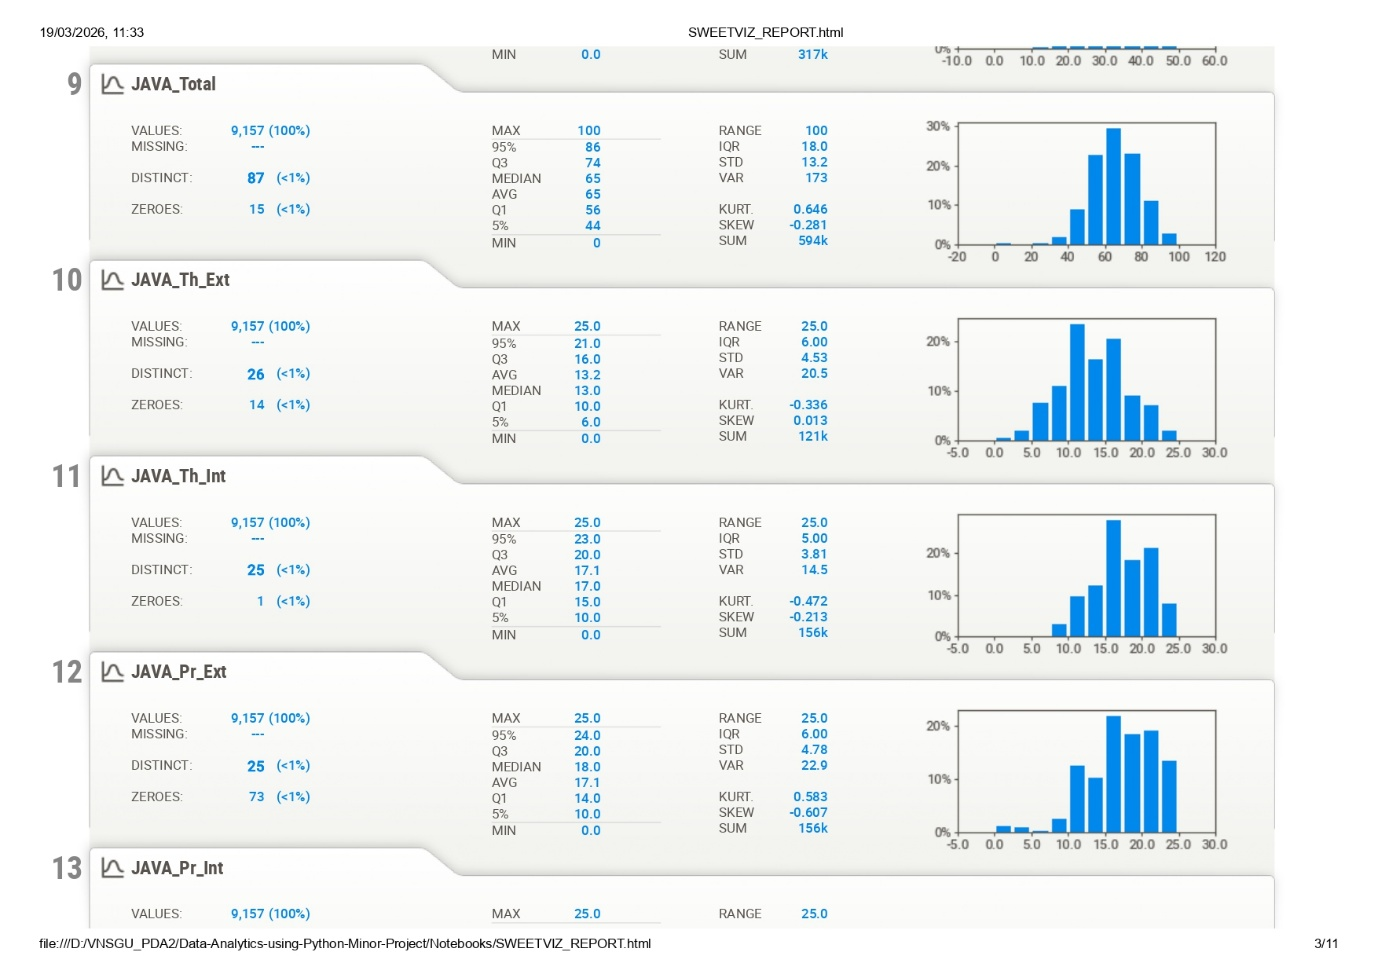 19/03/2026, 11:33 SWEETVIZ_REPORT.html
MIN 0.0 SUM 317k
0%
-10.0 0.0 10.0 20.0 30.0 40.0 50.0 60.0
9 JAVA_Total
VALUES: 9,157 (100%)
MISSING: ---
DISTINCT: 87 (<1%)
ZEROES: 15 (<1%)
MAX 100
95% 86
Q3 74
MEDIAN 65
AVG 65
Q1 56
5% 44
MIN 0
RANGE 100
IQR 18.0
STD 13.2
VAR 173
KURT. 0.646
SKEW -0.281
SUM 594k
30%
20%
10%
0%
-20 0 20 40 60 80 100 120
10 JAVA_Th_Ext
VALUES: 9,157 (100%)
MISSING: ---
DISTINCT: 26 (<1%)
ZEROES: 14 (<1%)
MAX 25.0
95% 21.0
Q3 16.0
AVG 13.2
MEDIAN 13.0
Q1 10.0
5% 6.0
MIN 0.0
RANGE 25.0
IQR 6.00
STD 4.53
VAR 20.5
KURT. -0.336
SKEW 0.013
SUM 121k
20%
10%
0%
-5.0 0.0 5.0 10.0 15.0 20.0 25.0 30.0
11 JAVA_Th_Int
VALUES: 9,157 (100%)
MISSING: ---
DISTINCT: 25 (<1%)
ZEROES: 1 (<1%)
MAX 25.0
95% 23.0
Q3 20.0
AVG 17.1
MEDIAN 17.0
Q1 15.0
5% 10.0
MIN 0.0
RANGE 25.0
IQR 5.00
STD 3.81
VAR 14.5
KURT. -0.472
SKEW -0.213
SUM 156k
20%
10%
0%
-5.0 0.0 5.0 10.0 15.0 20.0 25.0 30.0
12 JAVA_Pr_Ext
VALUES: 9,157 (100%)
MISSING: ---
DISTINCT: 25 (<1%)
ZEROES: 73 (<1%)
MAX 25.0
95% 24.0
Q3 20.0
MEDIAN 18.0
AVG 17.1
Q1 14.0
5% 10.0
MIN 0.0
RANGE 25.0
IQR 6.00
STD 4.78
VAR 22.9
KURT. 0.583
SKEW -0.607
SUM 156k
20%
10%
0%
-5.0 0.0 5.0 10.0 15.0 20.0 25.0 30.0
13 JAVA_Pr_Int
VALUES: 9,157 (100%)
MAX 25.0
RANGE 25.0
file:///D:/VNSGU_PDA2/Data-Analytics-using-Python-Minor-Project/Notebooks/SWEETVIZ_REPORT.html 3/11